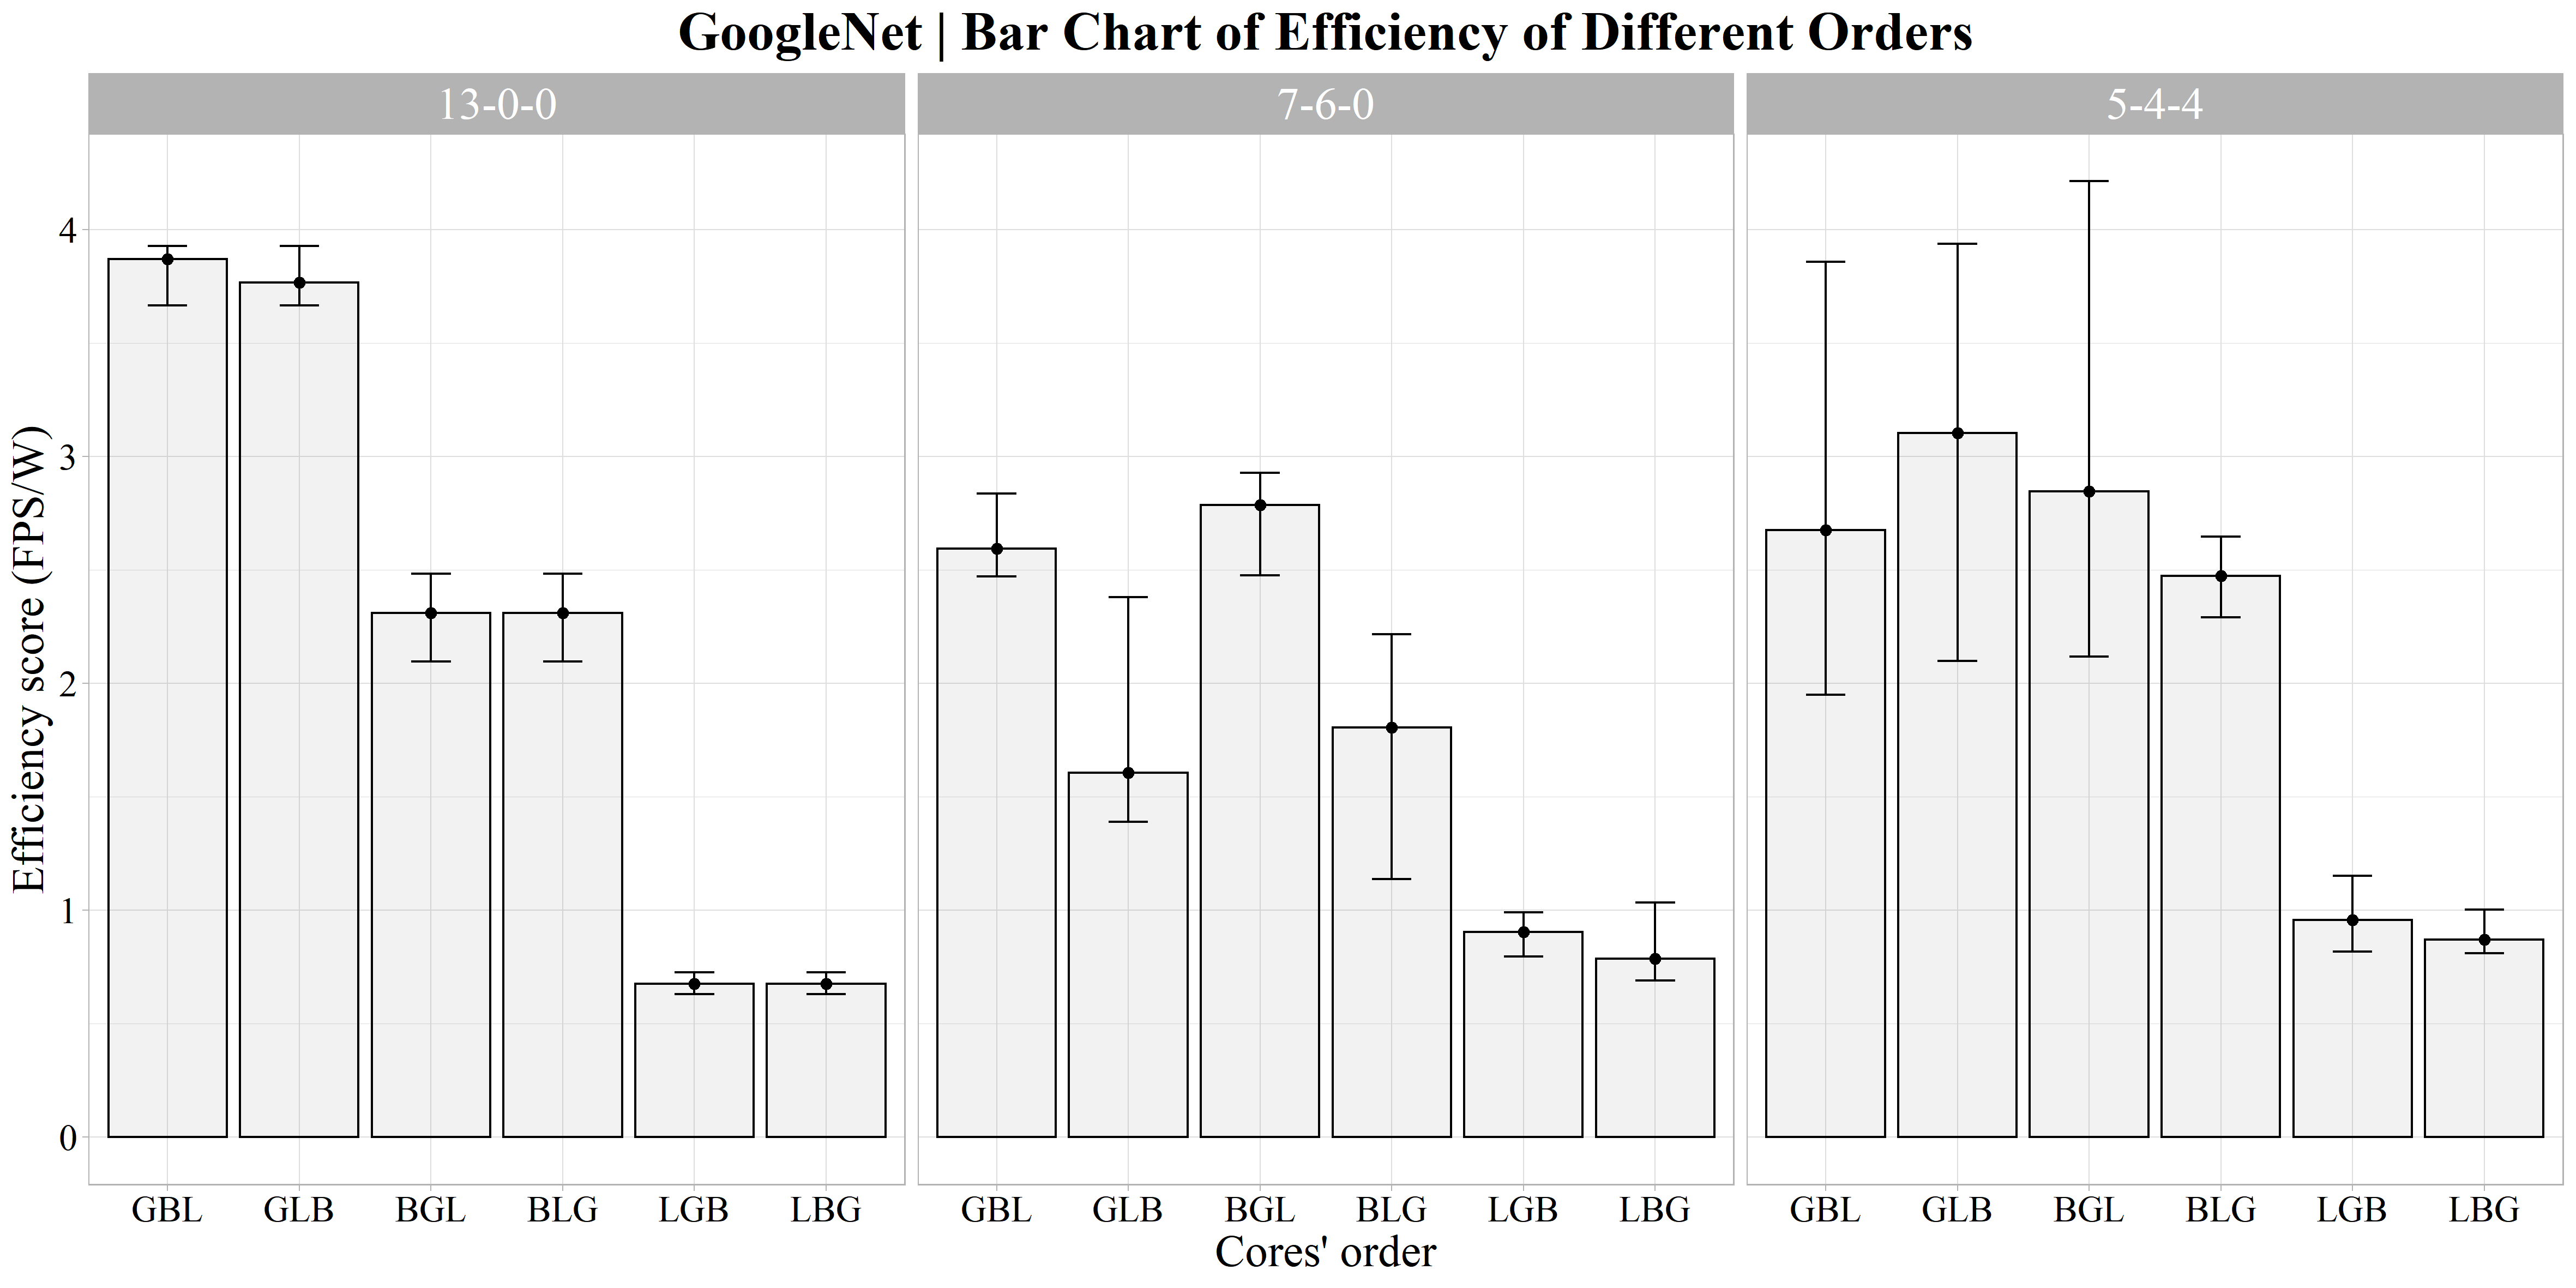 GoogleNet | Bar Chart of Efficiency of Different Orders
13-0-0
7-6-0
5-4-4
Efficiency score (FPS/W)
4
3
2
1
0
GBL GLB BGL BLG LGB LBG
GBL GLB BGL BLG LGB LBG
GBL GLB BGL BLG LGB LBG
Cores' order